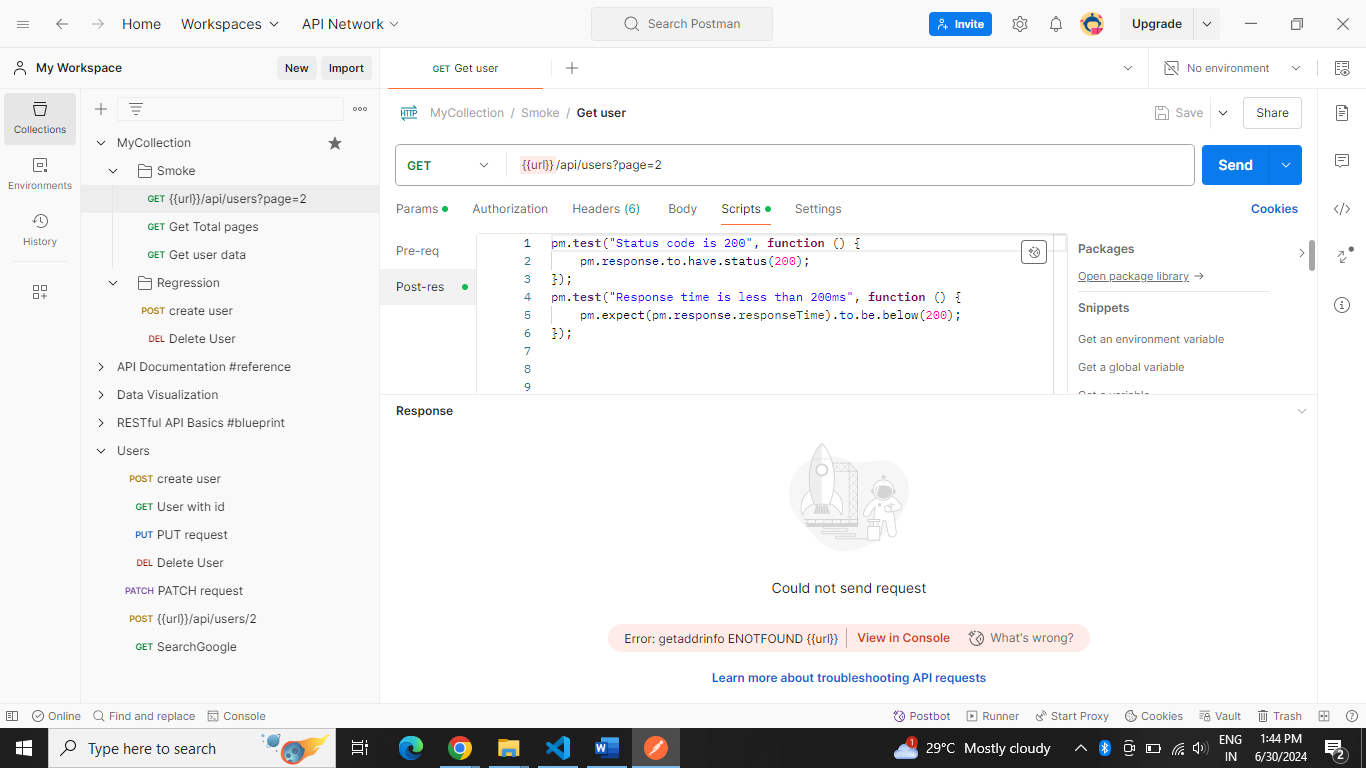 Home Workspaces API Network Search Postman Invite Upgrade
My Workspace New Import GET Get user No environment
Collections
Environments
History
MyCollection
Smoke
GET {{url}}/api/users?page=2
GET Get Total pages
GET Get user data
Regression
POST create user
DEL Delete User
API Documentation #reference
Data Visualization
RESTful API Basics #blueprint
Users
POST create user
GET User with id
PUT PUT request
DEL Delete User
PATCH PATCH request
POST {{url}}/api/users/2
GET SearchGoogle
HTTP MyCollection / Smoke / Get user Save Share
GET {{url}}/api/users?page=2 Send
Params Authorization Headers (6) Body Scripts Settings Cookies
Pre-req
Post-res
1 pm.test("Status code is 200", function () {
2 pm.response.to.have.status(200);
3 });
4 pm.test("Response time is less than 200ms", function () {
5 pm.expect(pm.response.responseTime).to.be.below(200);
6 });
7
8
9
Packages
Open package library →
Snippets
Get an environment variable
Get a global variable
Get a variable
Response
Could not send request
Error: getaddrinfo ENOTFOUND {{url}} View in Console What's wrong?
Learn more about troubleshooting API requests
Online Find and replace Console Postbot Runner Start Proxy Cookies Vault Trash
Type here to search 1 29°C Mostly cloudy ENG 1:44 PM
IN 6/30/2024 2